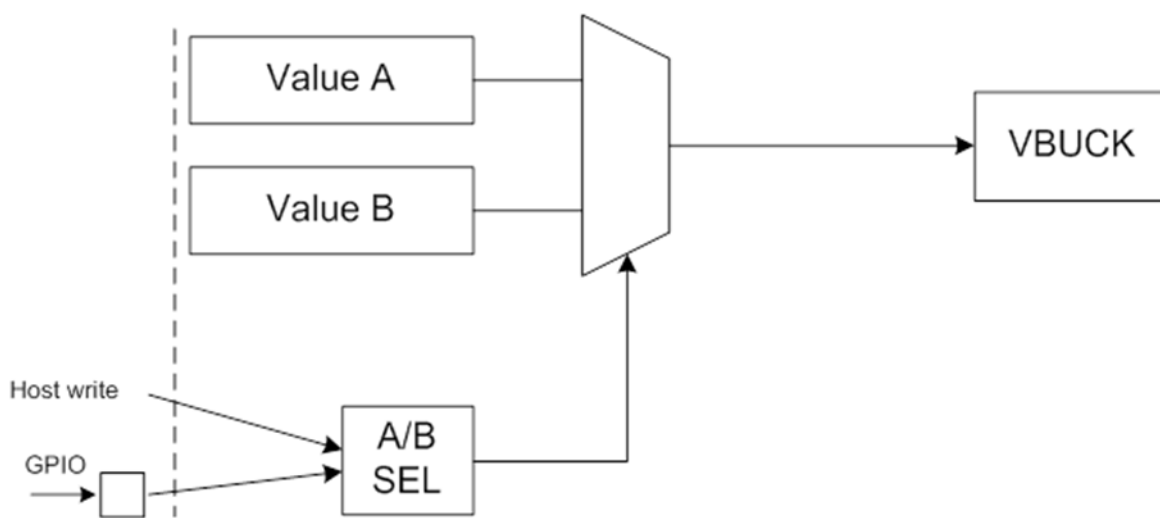 Value A
VBUCK
Value B
Host write
A/B
SEL
GPIO